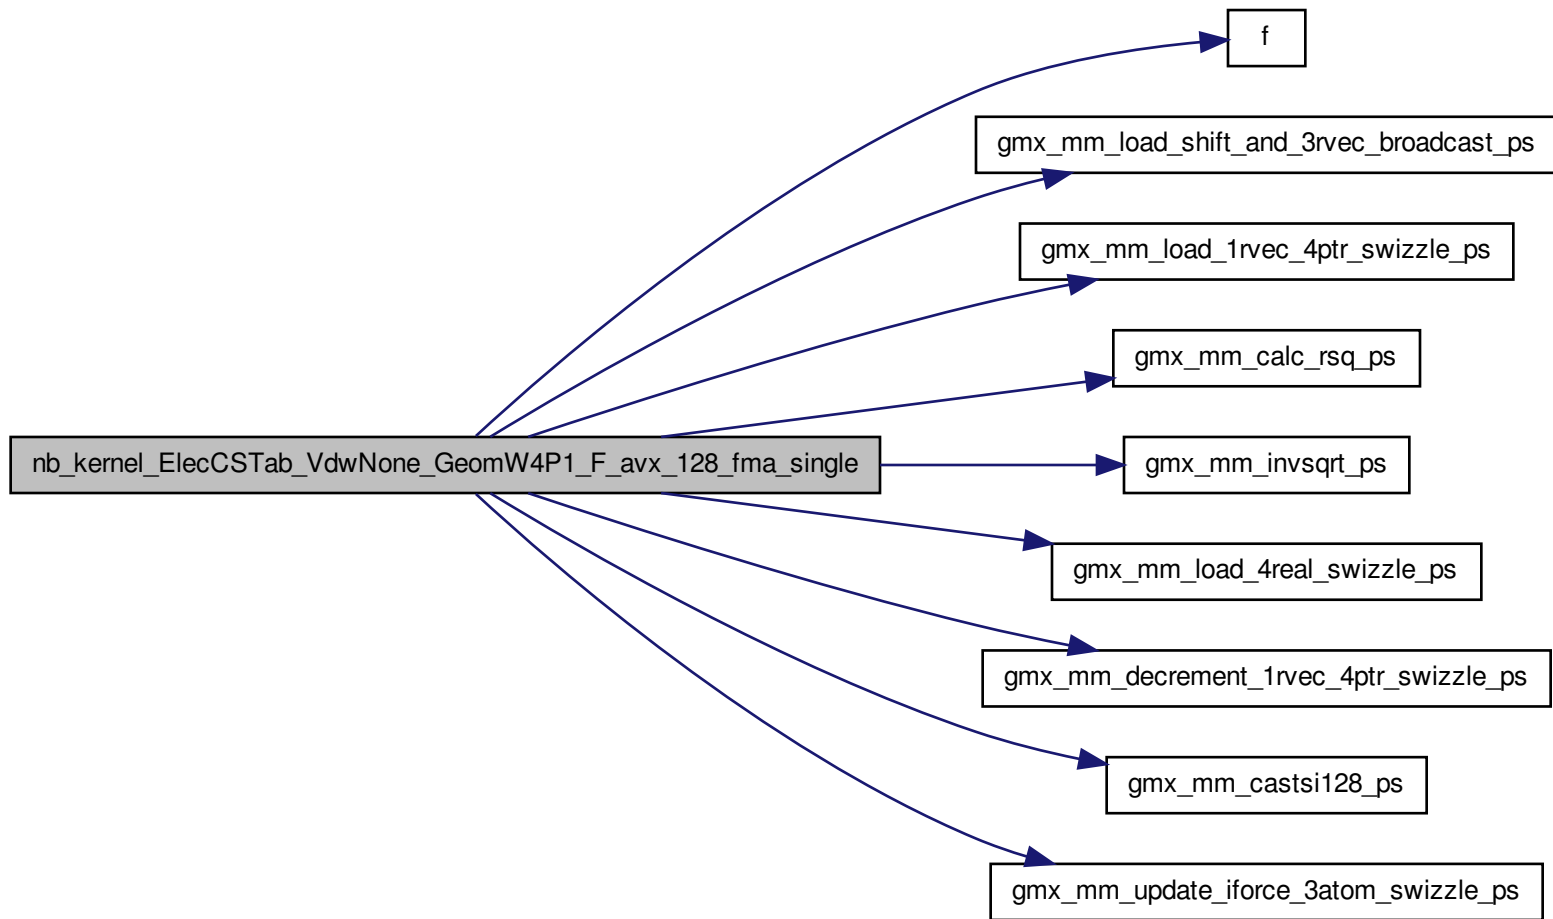 f
gmx_mm_load_shift_and_3rvec_broadcast_ps
gmx_mm_load_1rvec_4ptr_swizzle_ps
gmx_mm_calc_rsq_ps
nb_kernel_ElecCSTab_VdwNone_GeomW4P1_F_avx_128_fma_single
gmx_mm_invsqrt_ps
gmx_mm_load_4real_swizzle_ps
gmx_mm_decrement_1rvec_4ptr_swizzle_ps
gmx_mm_castsi128_ps
gmx_mm_update_iforce_3atom_swizzle_ps